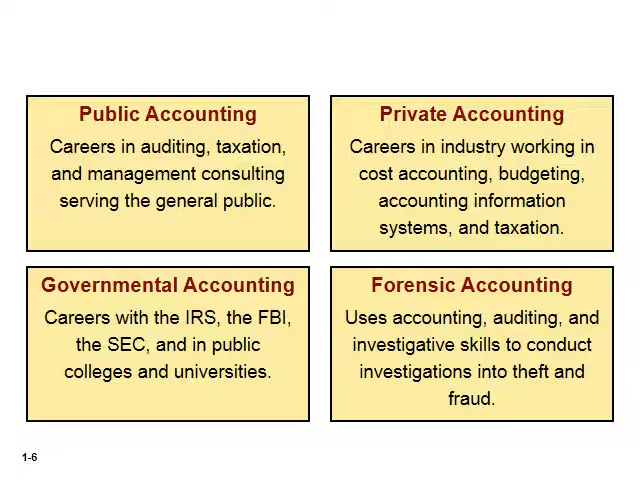 Public Accounting
Careers in auditing, taxation,
and management consulting
serving the general public.
Private Accounting
Careers in industry working in
cost accounting, budgeting,
accounting information
systems, and taxation.
Governmental Accounting
Careers with the IRS, the FBI,
the SEC, and in public
colleges and universities.
Forensic Accounting
Uses accounting, auditing, and
investigative skills to conduct
investigations into theft and
fraud.
1-6